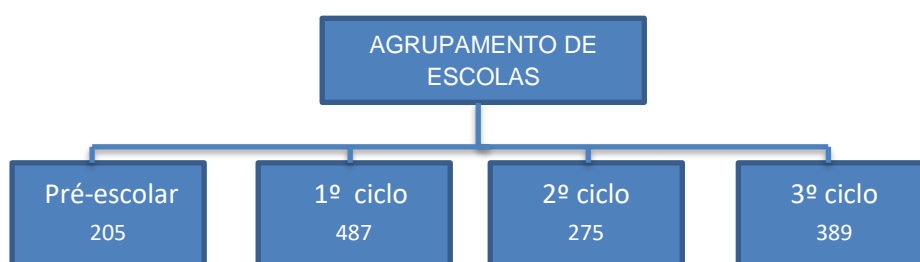 AGRUPAMENTO DE
ESCOLAS
Pré-escolar
205
1º ciclo
487
2º ciclo
275
3º ciclo
389